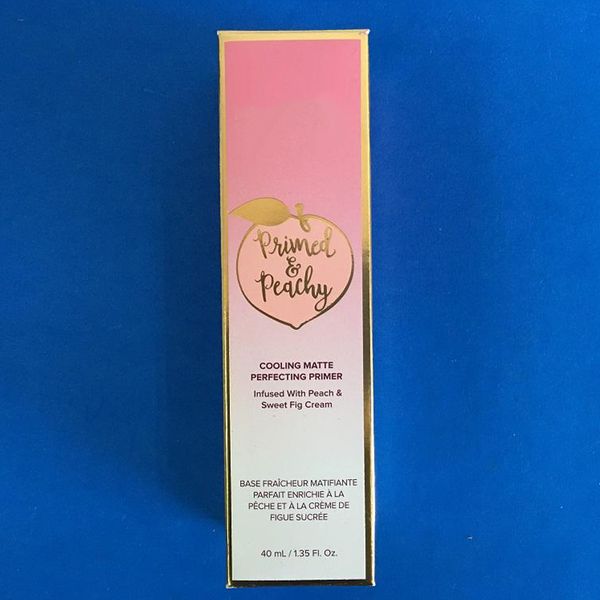 Primed
&
Peachy
COOLING MATTE
PERFECTING PRIMER
Infused With Peach &
Sweet Fig Cream
BASE FRAÎCHEUR MATIFIANTE
PARFAIT ENRICHIE À LA
PÊCHE ET À LA CRÈME DE
FIGUE SUCRÉE
40 mL / 1.35 Fl. Oz.